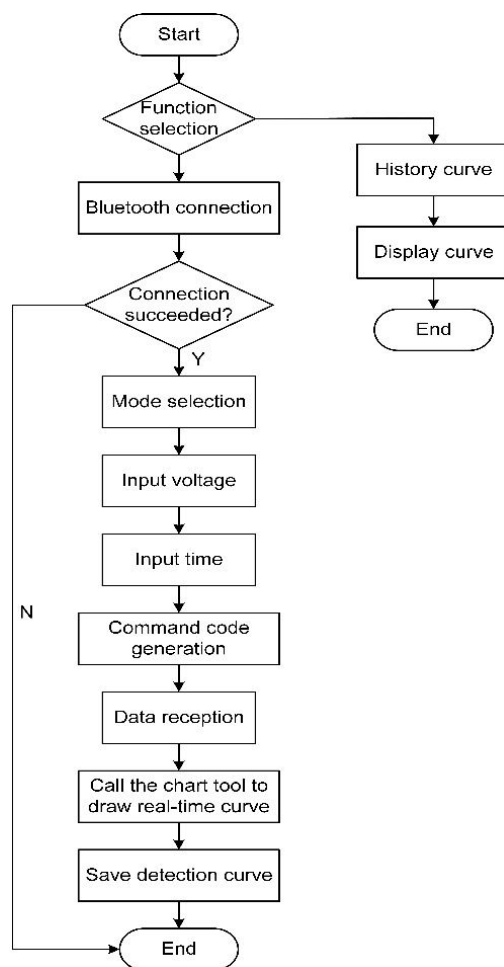 Start
Function
selection
History curve
Bluetooth connection
Display curve
Connection
succeeded?
End
Y
Mode selection
Input voltage
Input time
N
Command code
generation
Data reception
Call the chart tool to
draw real-time curve
Save detection curve
End